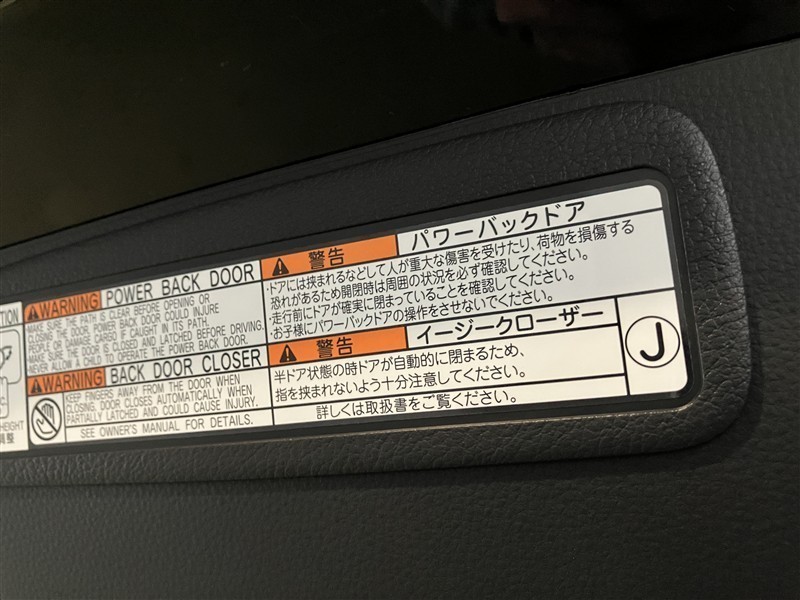 TION
HEIGHT
調整
WARNING POWER BACK DOOR
MAKE SURE THE PATH IS CLEAR BEFORE OPENING OR
CLOSING THE DOOR. POWER BACK DOOR COULD INJURE
PEOPLE OR DAMAGE CARGO IF CAUGHT IN ITS PATH.
MAKE SURE THE DOOR IS CLOSED AND LATCHED BEFORE DRIVING.
NEVER ALLOW A CHILD TO OPERATE THE POWER BACK DOOR.
WARNING BACK DOOR CLOSER
KEEP FINGERS AWAY FROM THE DOOR WHEN
CLOSING. DOOR CLOSES AUTOMATICALLY WHEN
PARTIALLY LATCHED AND COULD CAUSE INJURY.
SEE OWNER'S MANUAL FOR DETAILS.
警告 パワーバックドア
・ドアには挟まれるなどして人が重大な傷害を受けたり、荷物を損傷する
恐れがあるため開閉時は周囲の状況を必ず確認してください。
・走行前にドアが確実に閉まっていることを確認してください。
・お子様にパワーバックドアの操作をさせないでください。
警告 イージークローザー
半ドア状態の時ドアが自動的に閉まるため、
指を挟まれないよう十分注意してください。
詳しくは取扱書をご覧ください。
J